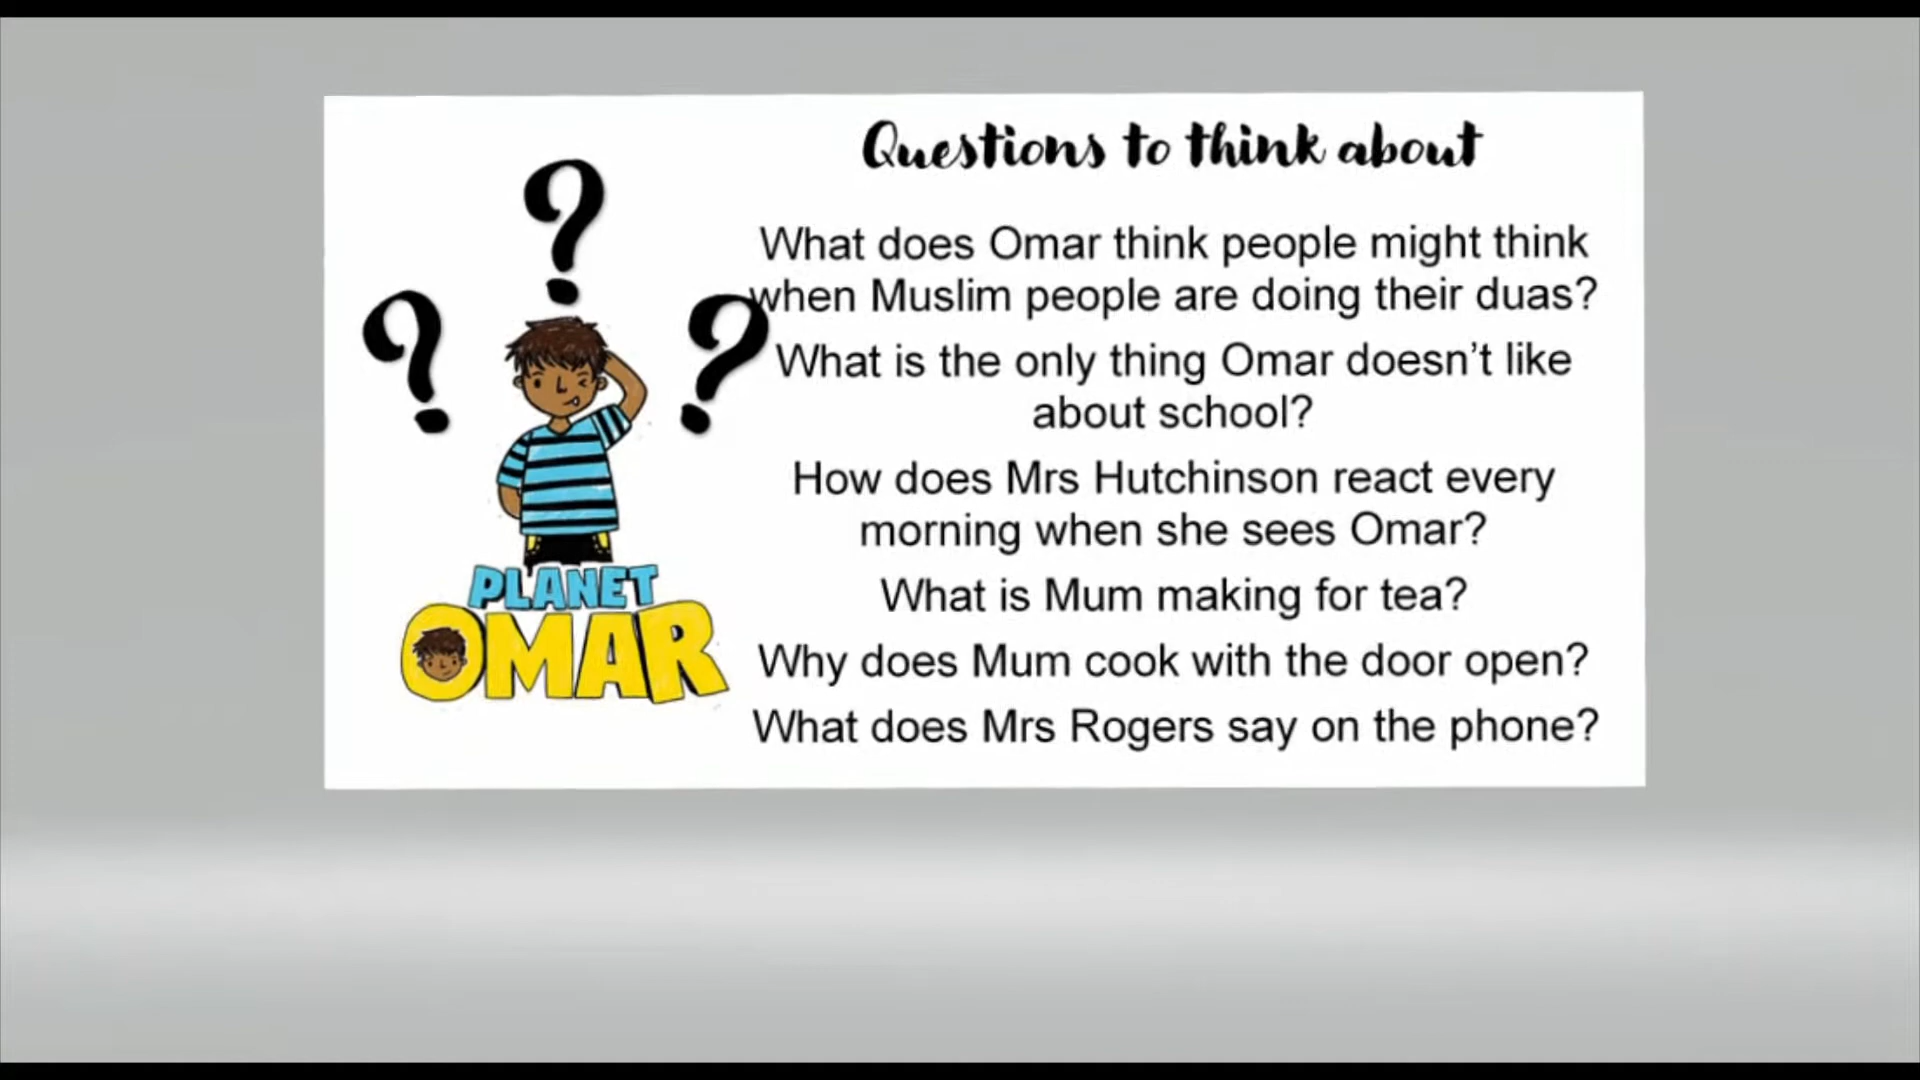 Questions to think about
What does Omar think people might think
when Muslim people are doing their duas?
What is the only thing Omar doesn’t like
about school?
How does Mrs Hutchinson react every
morning when she sees Omar?
What is Mum making for tea?
Why does Mum cook with the door open?
What does Mrs Rogers say on the phone?
? ? ?
PLANET
OMAR